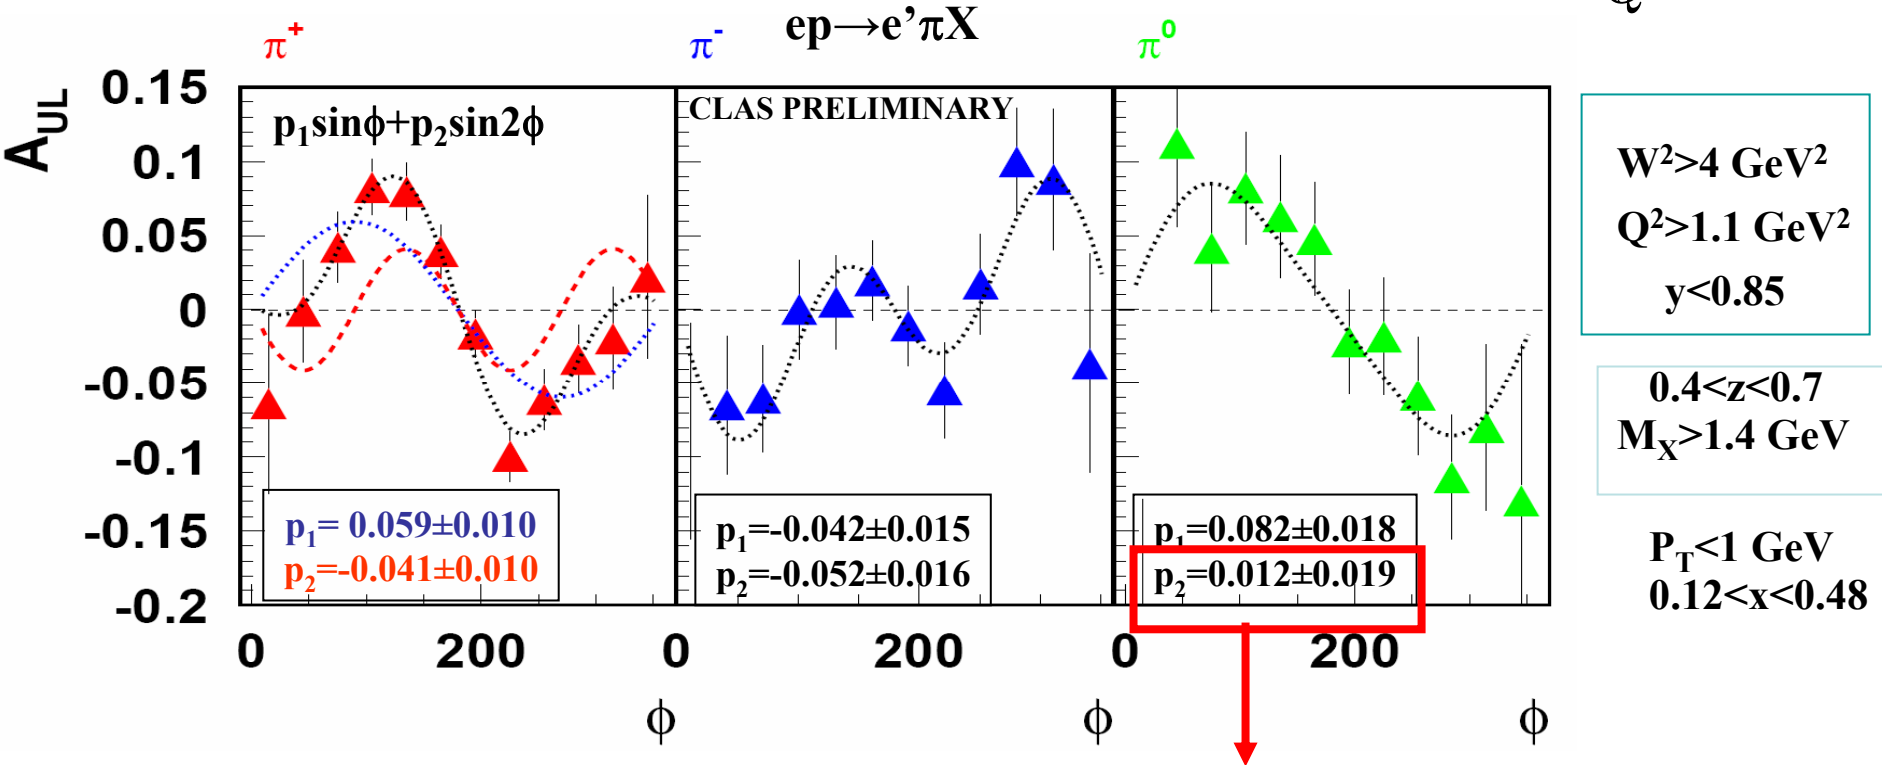 ep→e’πX
π⁺
π⁻
π⁰
A_UL
0.15
0.1
0.05
0
-0.05
-0.1
-0.15
-0.2
p₁sinϕ+p₂sin2ϕ
CLAS PRELIMINARY
p₁= 0.059±0.010
p₂=-0.041±0.010
p₁=-0.042±0.015
p₂=-0.052±0.016
p₁=0.082±0.018
p₂=0.012±0.019
0 200 0 200 0 200
ϕ ϕ ϕ
W²>4 GeV²
Q²>1.1 GeV²
y<0.85
0.4<z<0.7
M_X>1.4 GeV
P_T<1 GeV
0.12<x<0.48